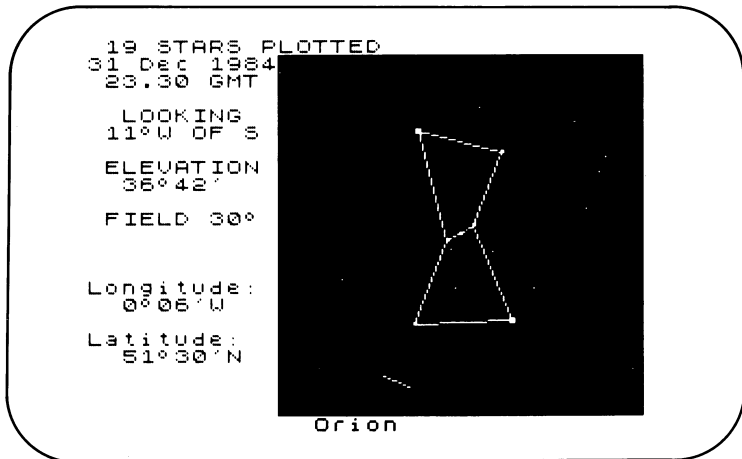 19 STARS PLOTTED
31 Dec 1984
23.30 GMT
LOOKING
11°W OF S
ELEVATION
36°42'
FIELD 30°
Longitude:
0°06'W
Latitude:
51°30'N
Orion